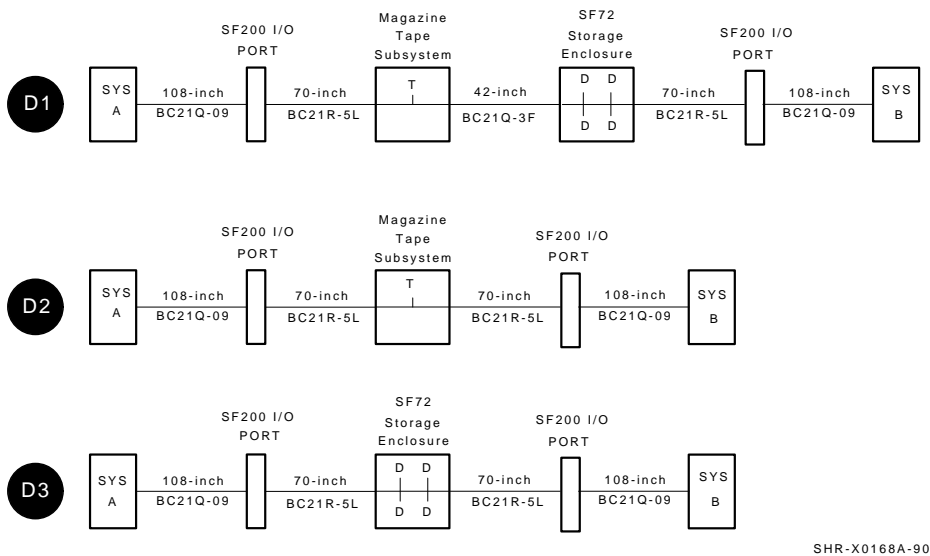 SF200 I/O
PORT
Magazine
Tape
Subsystem
SF72
Storage
Enclosure
SF200 I/O
PORT
D1
SYS
A
108-inch
BC21Q-09
70-inch
BC21R-5L
T
42-inch
BC21Q-3F
D D
D D
70-inch
BC21R-5L
108-inch
BC21Q-09
SYS
B
SF200 I/O
PORT
Magazine
Tape
Subsystem
SF200 I/O
PORT
D2
SYS
A
108-inch
BC21Q-09
70-inch
BC21R-5L
T
70-inch
BC21R-5L
108-inch
BC21Q-09
SYS
B
SF200 I/O
PORT
SF72
Storage
Enclosure
SF200 I/O
PORT
D3
SYS
A
108-inch
BC21Q-09
70-inch
BC21R-5L
D D
D D
70-inch
BC21R-5L
108-inch
BC21Q-09
SYS
B
SHR-X0168A-90